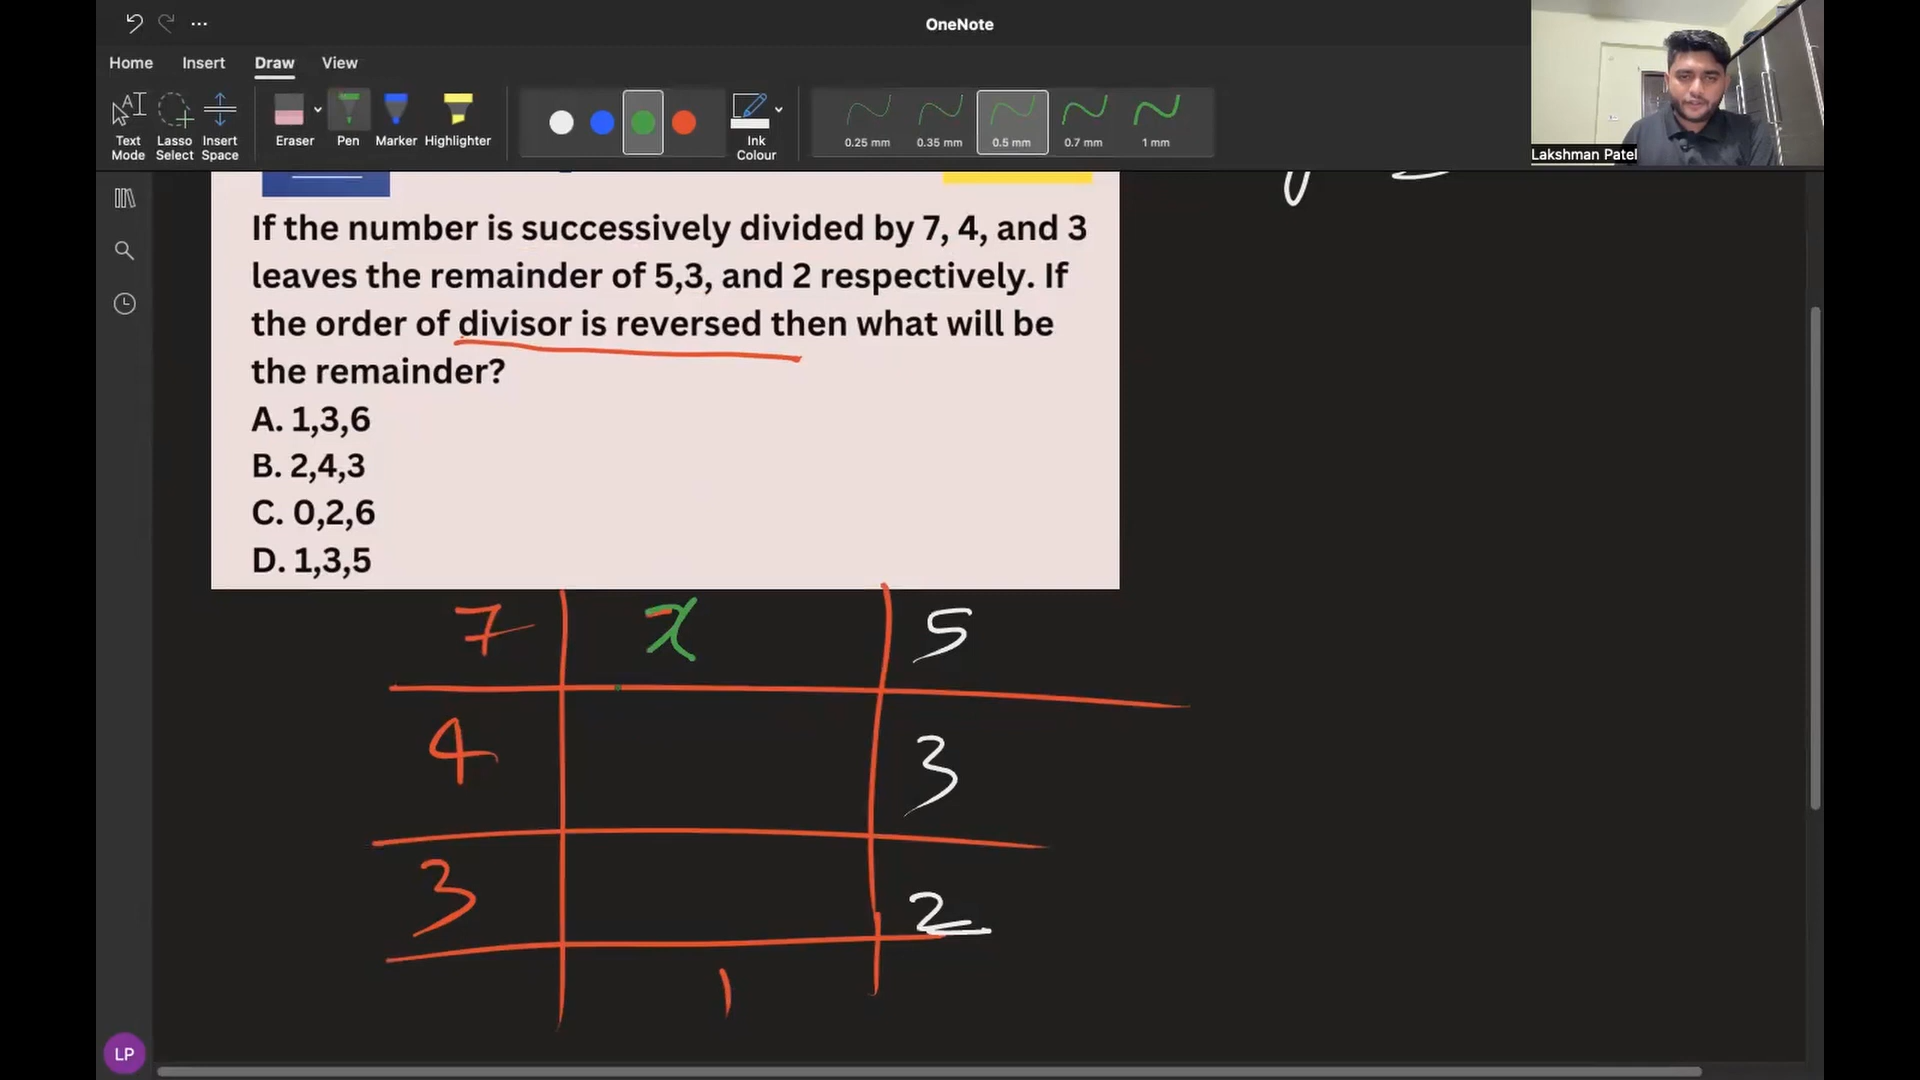 OneNote
Home Insert Draw View
Text Mode
Lasso Select
Insert Space
Eraser
Pen
Marker
Highlighter
Ink Colour
0.25 mm
0.35 mm
0.5 mm
0.7 mm
1 mm
Lakshman Patel
If the number is successively divided by 7, 4, and 3
leaves the remainder of 5,3, and 2 respectively. If
the order of divisor is reversed then what will be
the remainder?
A. 1,3,6
B. 2,4,3
C. 0,2,6
D. 1,3,5
7 x 5
4 3
3 2
1
LP